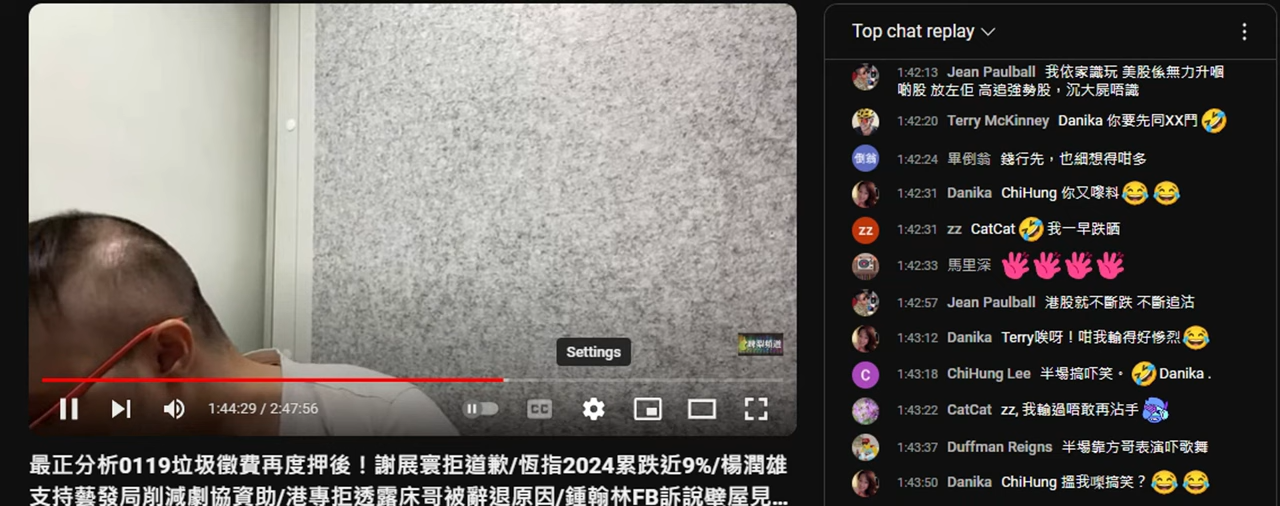 Top chat replay
1:42:13 Jean Paulball 我依家識玩 美股係無力升嗰
啲股 放左佢 高追強勢股，沉大屍唔識
1:42:20 Terry McKinney Danika 你要先同XX鬥🤣
倒翁 1:42:24 畢倒翁 錢行先，也細想得咁多
1:42:31 Danika ChiHung 你又嚟料😂😂
zz 1:42:31 zz CatCat🤣我一早跌晒
1:42:33 馬里深
1:42:57 Jean Paulball 港股就不斷跌 不斷追沽
1:43:12 Danika Terry唉呀！咁我輸得好慘烈😂
C 1:43:18 ChiHung Lee 半場搞吓笑。🤣Danika .
1:43:22 CatCat zz, 我輸過唔敢再沾手
1:43:37 Duffman Reigns 半場靠方哥表演吓歌舞
1:43:50 Danika ChiHung 搵我嚟搞笑？😂😂
Settings
1:44:29 / 2:47:56
CC
最正分析0119垃圾徵費再度押後！謝展寰拒道歉/恆指2024累跌近9%/楊潤雄
支持藝發局削減劇協資助/港專拒透露床哥被辭退原因/鍾翰林FB訴說壁屋見...